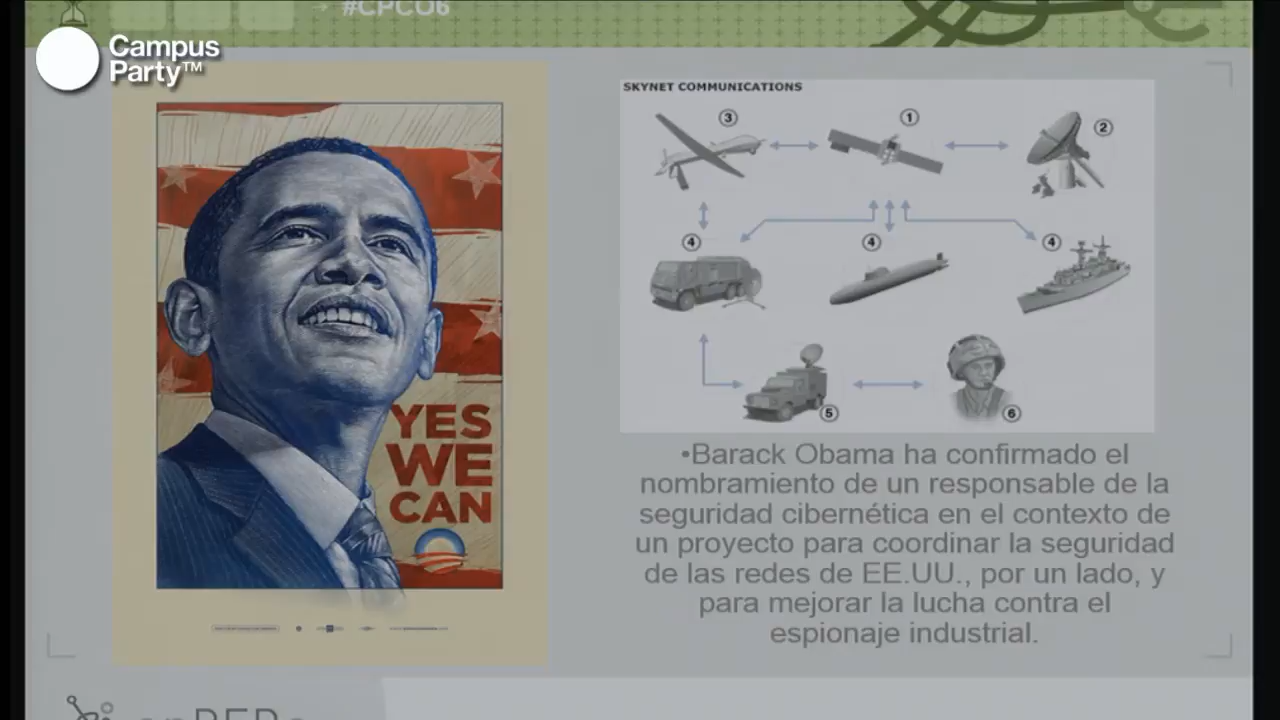 → #CPCO6
Campus
Party™
SKYNET COMMUNICATIONS
3
1
2
4
4
4
5
6
YES
WE
CAN
•Barack Obama ha confirmado el
nombramiento de un responsable de la
seguridad cibernética en el contexto de
un proyecto para coordinar la seguridad
de las redes de EE.UU., por un lado, y
para mejorar la lucha contra el
espionaje industrial.